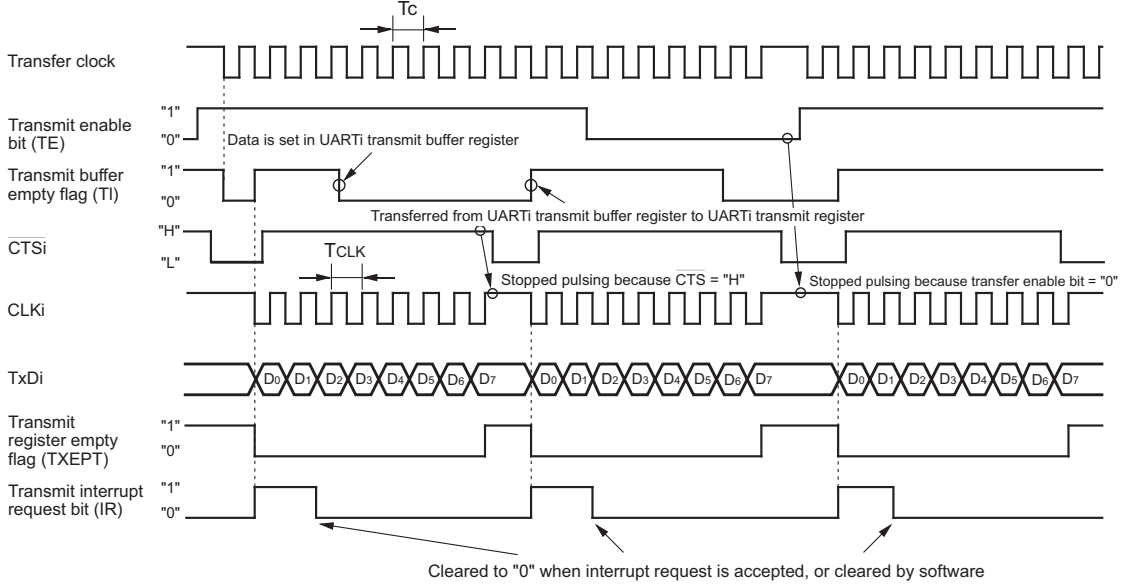 Tc
Transfer clock
Transmit enable
bit (TE)
"1"
"0"
Data is set in UARTi transmit buffer register
Transmit buffer
empty flag (TI)
"1"
"0"
Transferred from UARTi transmit buffer register to UARTi transmit register
CTSi
"H"
"L"
TCLK
Stopped pulsing because CTS = "H"
Stopped pulsing because transfer enable bit = "0"
CLKi
TxDi
D0 D1 D2 D3 D4 D5 D6 D7 D0 D1 D2 D3 D4 D5 D6 D7 D0 D1 D2 D3 D4 D5 D6 D7
Transmit
register empty
flag (TXEPT)
"1"
"0"
Transmit interrupt
request bit (IR)
"1"
"0"
Cleared to "0" when interrupt request is accepted, or cleared by software